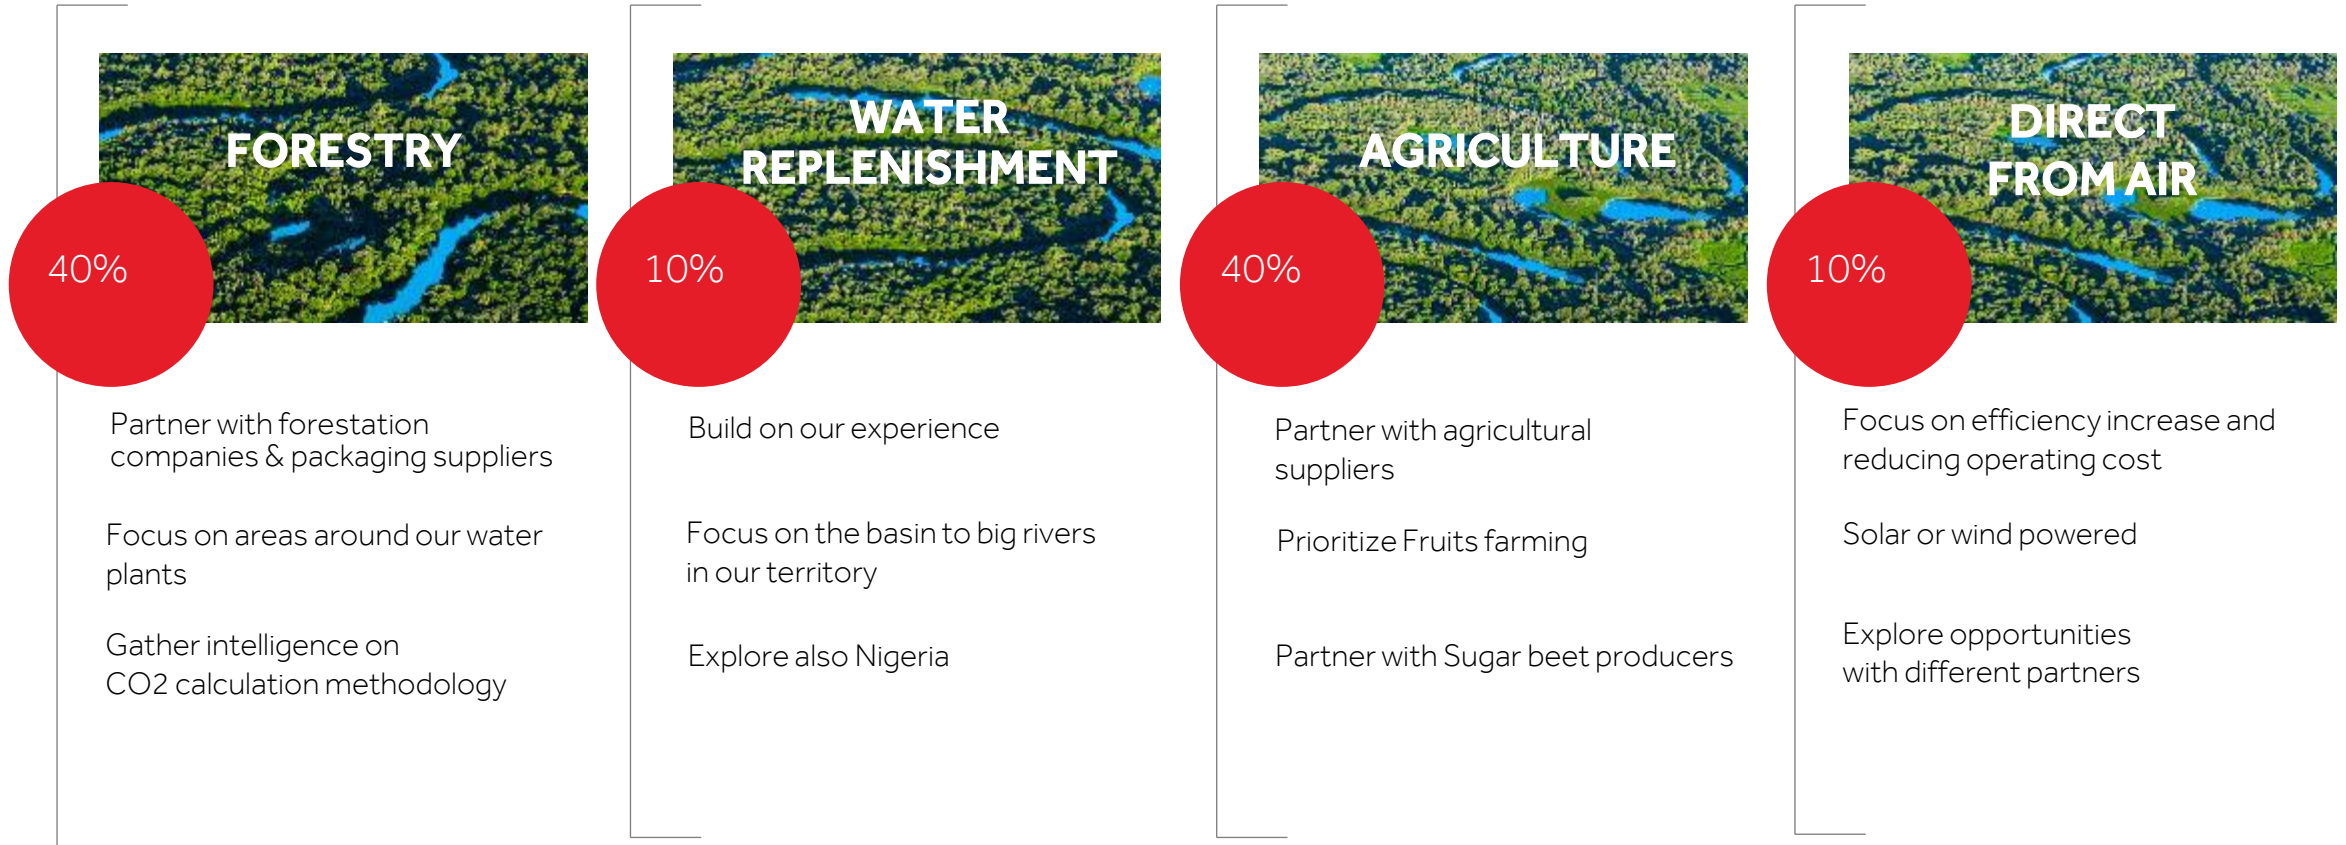 FORESTRY
40%
Partner with forestation
companies & packaging suppliers
Focus on areas around our water
plants
Gather intelligence on
CO2 calculation methodology
WATER
REPLENISHMENT
10%
Build on our experience
Focus on the basin to big rivers
in our territory
Explore also Nigeria
AGRICULTURE
40%
Partner with agricultural
suppliers
Prioritize Fruits farming
Partner with Sugar beet producers
DIRECT
FROM AIR
10%
Focus on efficiency increase and
reducing operating cost
Solar or wind powered
Explore opportunities
with different partners